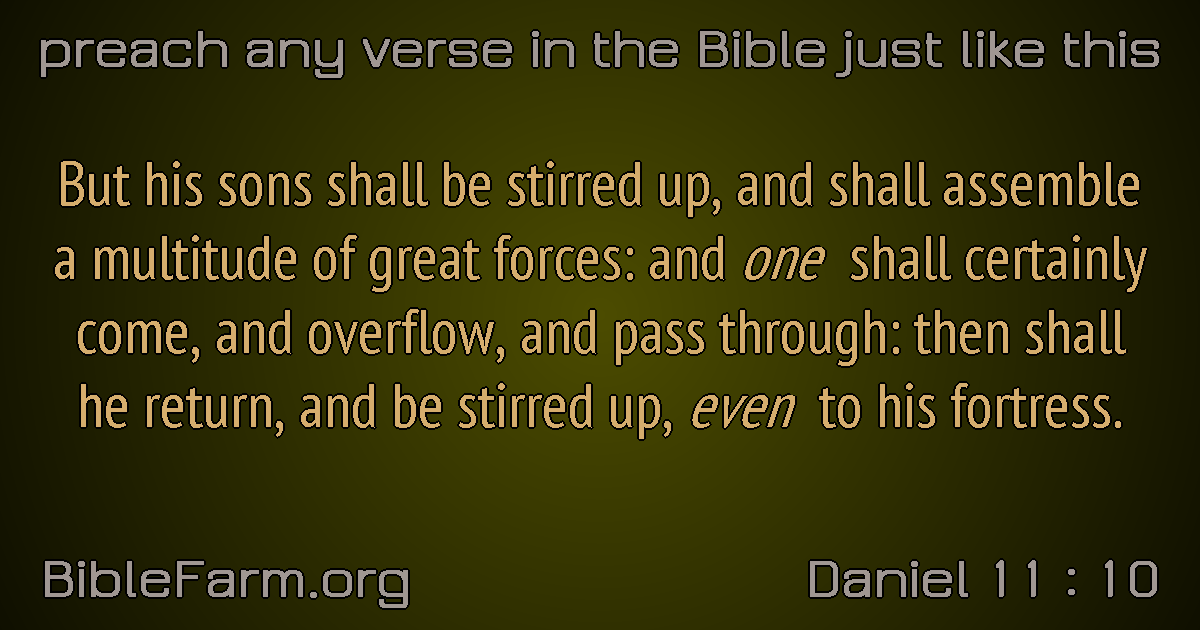 preach any verse in the Bible just like this
But his sons shall be stirred up, and shall assemble
a multitude of great forces: and one shall certainly
come, and overflow, and pass through: then shall
he return, and be stirred up, even to his fortress.
BibleFarm.org
Daniel 11 : 10